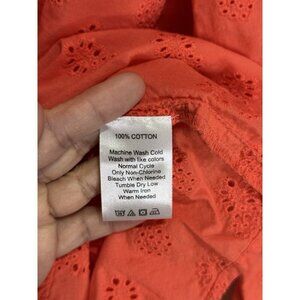 100% COTTON
Machine Wash Cold
Wash with like colors
Normal Cycle
Only Non-Chlorine
Bleach When Needed
Tumble Dry Low
Warm Iron
When Needed